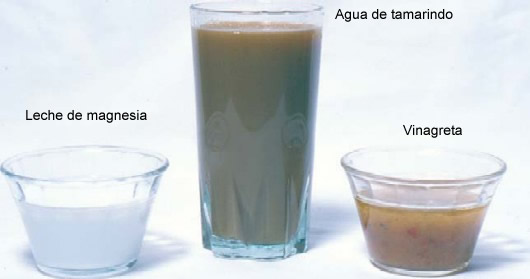 Agua de tamarindo
Leche de magnesia
Vinagreta